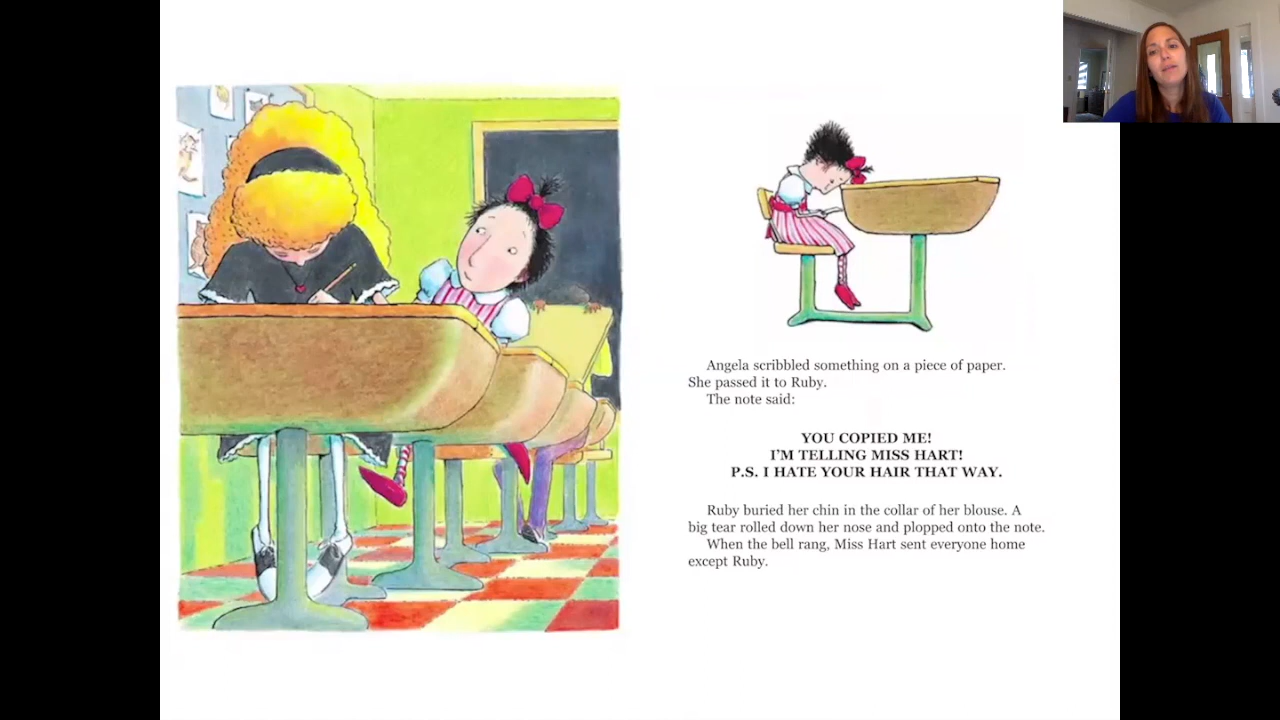 Angela scribbled something on a piece of paper.
She passed it to Ruby.
The note said:
YOU COPIED ME!
I'M TELLING MISS HART!
P.S. I HATE YOUR HAIR THAT WAY.
Ruby buried her chin in the collar of her blouse. A
big tear rolled down her nose and plopped onto the note.
When the bell rang, Miss Hart sent everyone home
except Ruby.